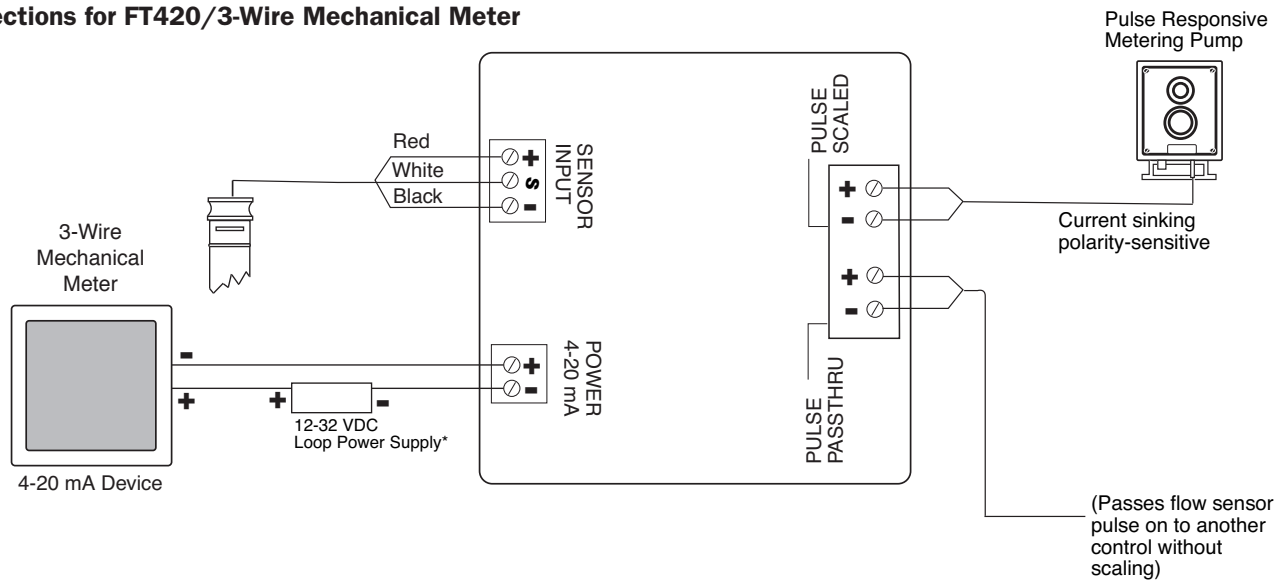 ections for FT420/3-Wire Mechanical Meter
Pulse Responsive
Metering Pump
Red
White
Black
+
S
-
SENSOR
INPUT
PULSE
SCALED
+
-
+
-
PULSE
PASSTHRU
Current sinking
polarity-sensitive
3-Wire
Mechanical
Meter
-
+
+
-
12-32 VDC
Loop Power Supply*
+
-
POWER
4-20 mA
4-20 mA Device
(Passes flow sensor
pulse on to another
control without
scaling)